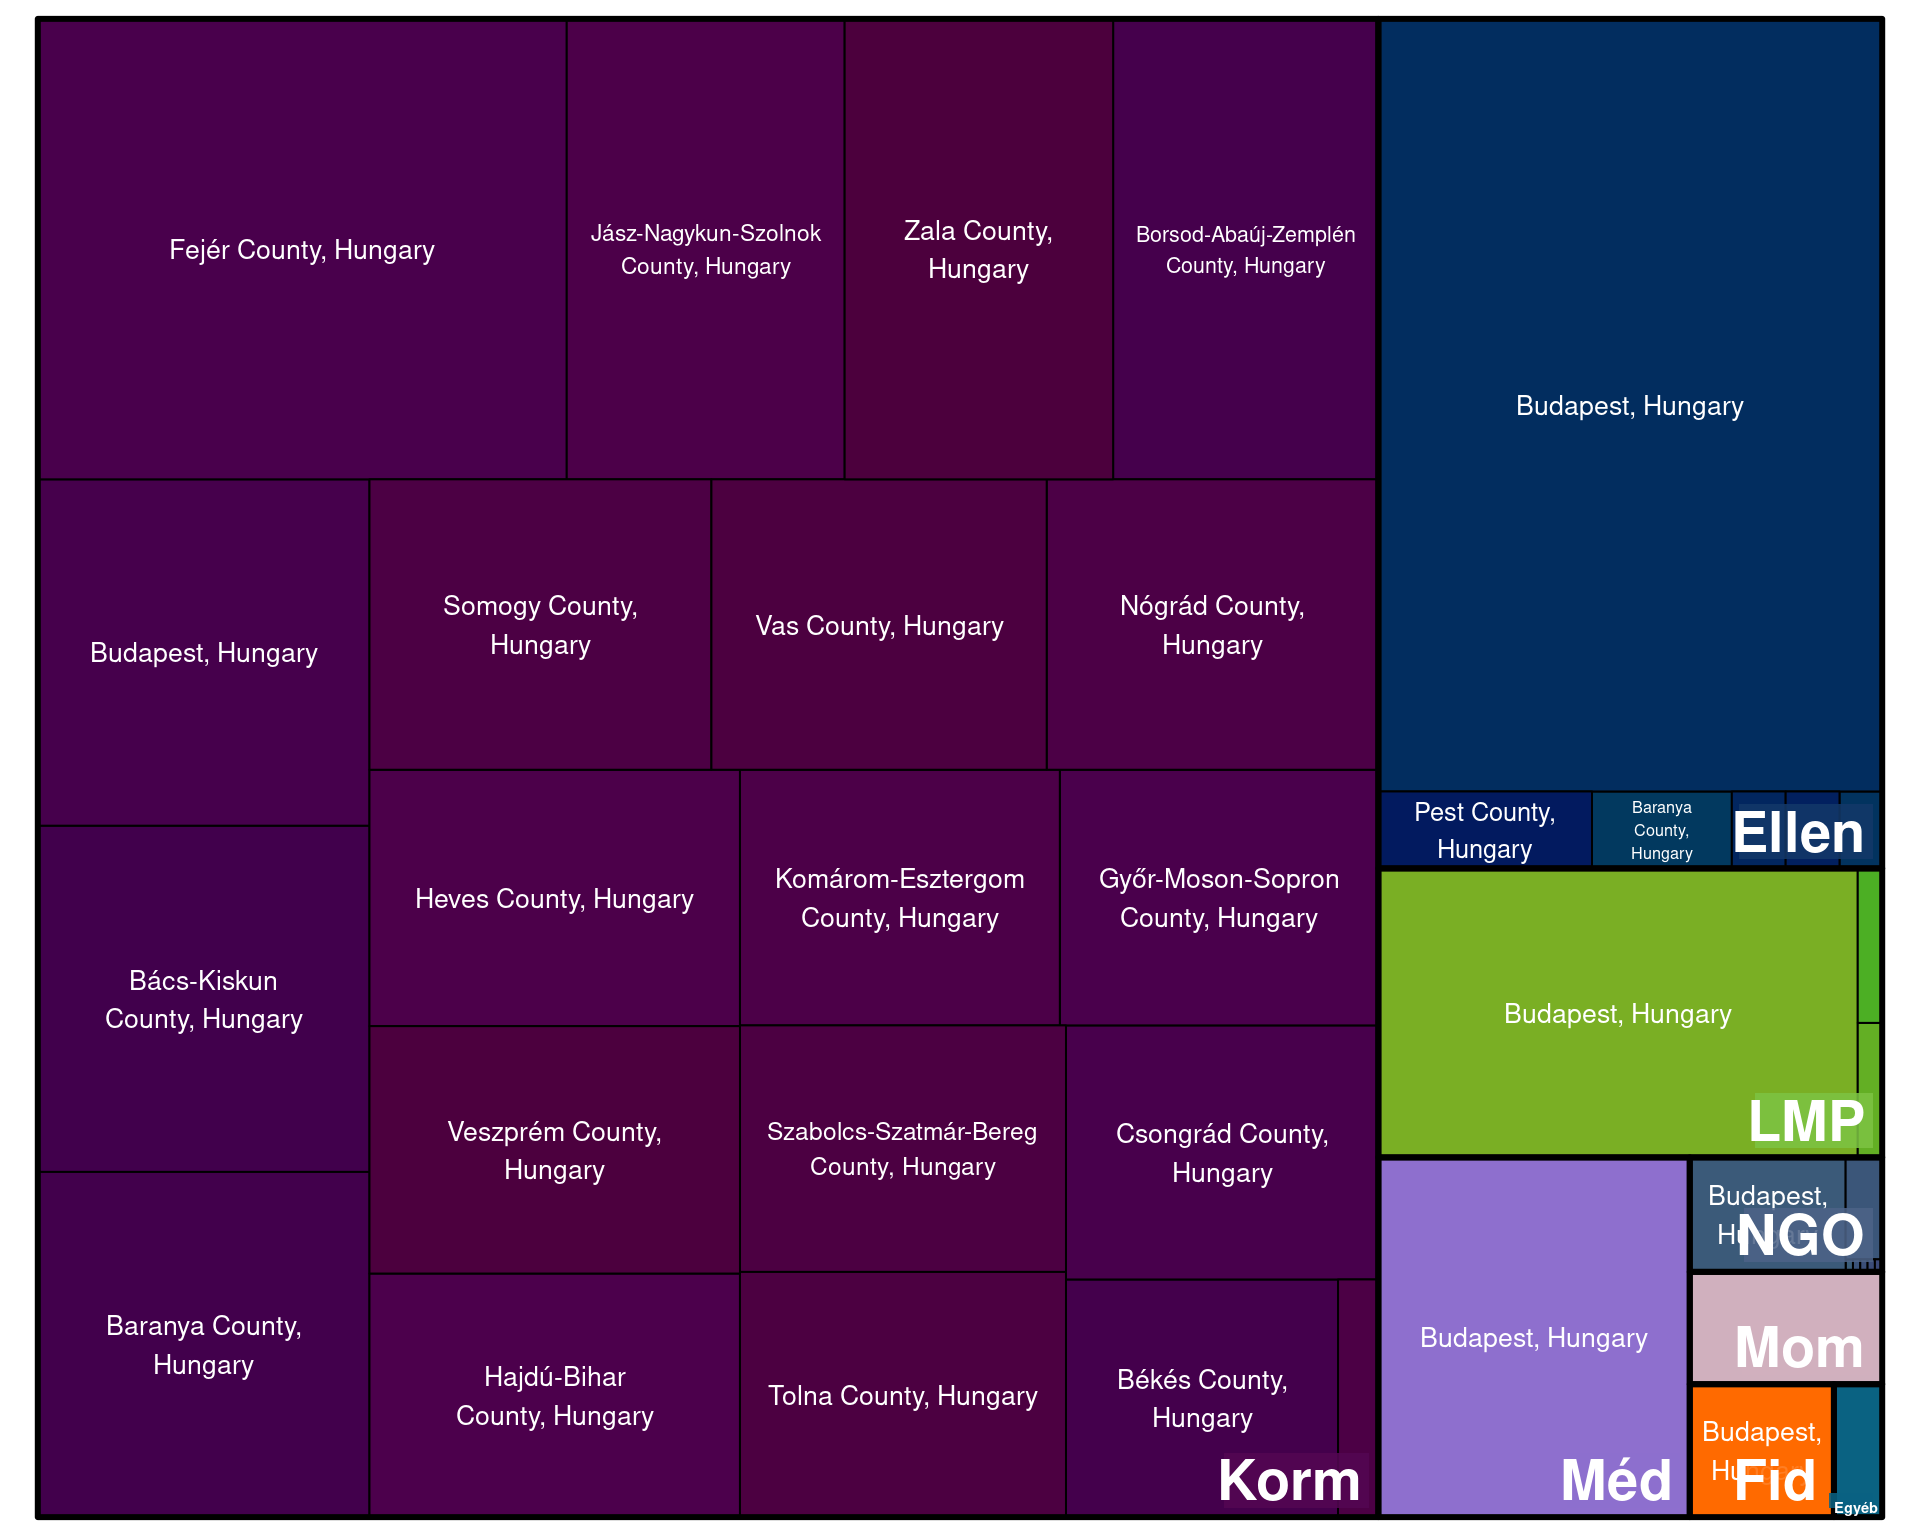 Fejér County, Hungary
Jász-Nagykun-Szolnok
County, Hungary
Zala County,
Hungary
Borsod-Abaúj-Zemplén
County, Hungary
Budapest, Hungary
Somogy County,
Hungary
Vas County, Hungary
Nógrád County,
Hungary
Bács-Kiskun
County, Hungary
Heves County, Hungary
Komárom-Esztergom
County, Hungary
Győr-Moson-Sopron
County, Hungary
Baranya County,
Hungary
Veszprém County,
Hungary
Szabolcs-Szatmár-Bereg
County, Hungary
Csongrád County,
Hungary
Hajdú-Bihar
County, Hungary
Tolna County, Hungary
Békés County,
Hungary
Korm
Budapest, Hungary
Pest County,
Hungary
Baranya
County,
Hungary
Ellen
Budapest, Hungary
LMP
Budapest, Hungary
Méd
Budapest,
NGO
Mom
Budapest,
Fid
Egyéb